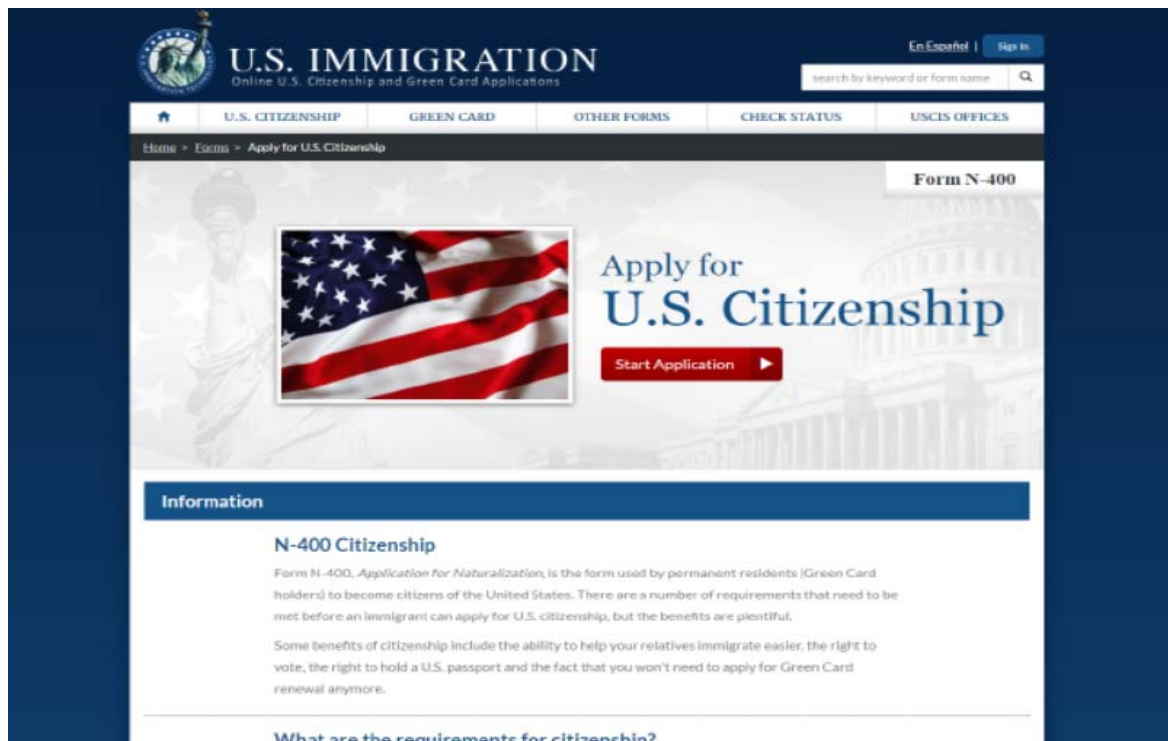 U.S. IMMIGRATION
Online U.S. Citizenship and Green Card Applications
En Español | Sign In
search by keyword or form name
U.S. CITIZENSHIP GREEN CARD OTHER FORMS CHECK STATUS USCIS OFFICES
Home > Forms > Apply for U.S. Citizenship
Form N-400
Apply for
U.S. Citizenship
Start Application
Information
N-400 Citizenship
Form N-400, Application for Naturalization, is the form used by permanent residents (Green Card
holders) to become citizens of the United States. There are a number of requirements that need to be
met before an immigrant can apply for U.S. citizenship, but the benefits are plentiful.
Some benefits of citizenship include the ability to help your relatives immigrate easier, the right to
vote, the right to hold a U.S. passport and the fact that you won't need to apply for Green Card
renewal anymore.
What are the requirements for citizenship?